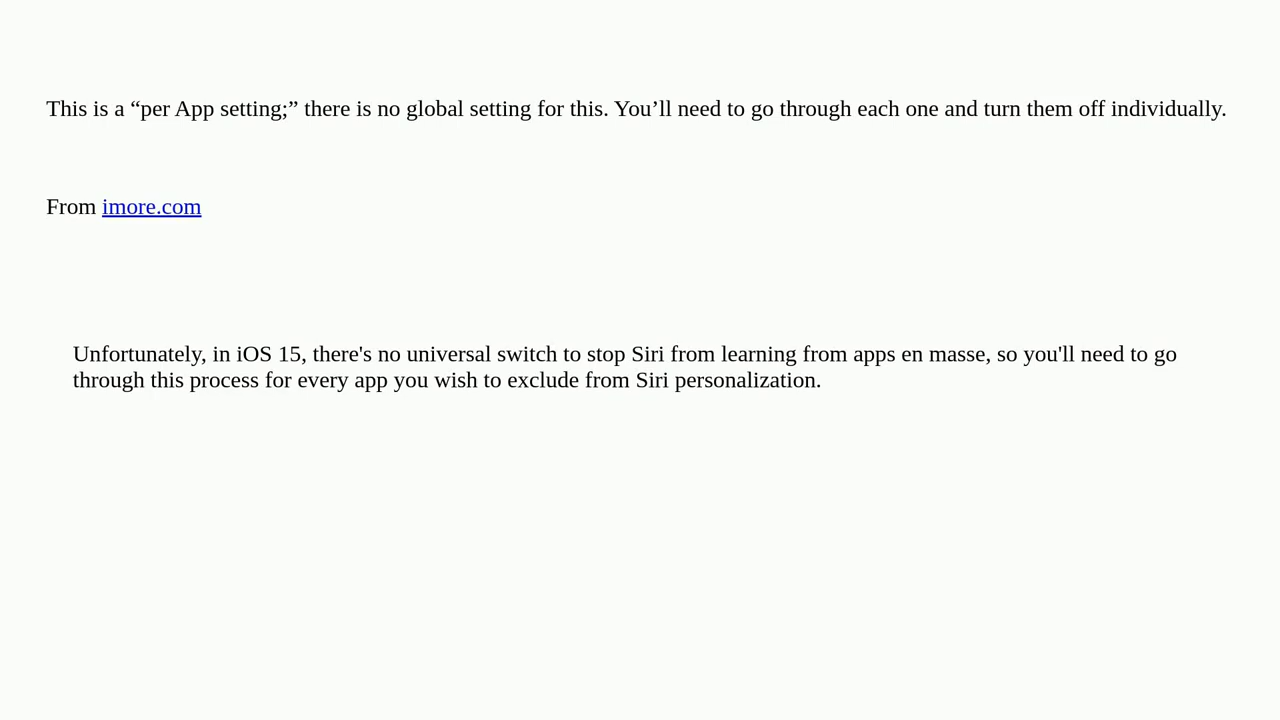 This is a “per App setting;” there is no global setting for this. You’ll need to go through each one and turn them off individually.
From imore.com
Unfortunately, in iOS 15, there's no universal switch to stop Siri from learning from apps en masse, so you'll need to go
through this process for every app you wish to exclude from Siri personalization.